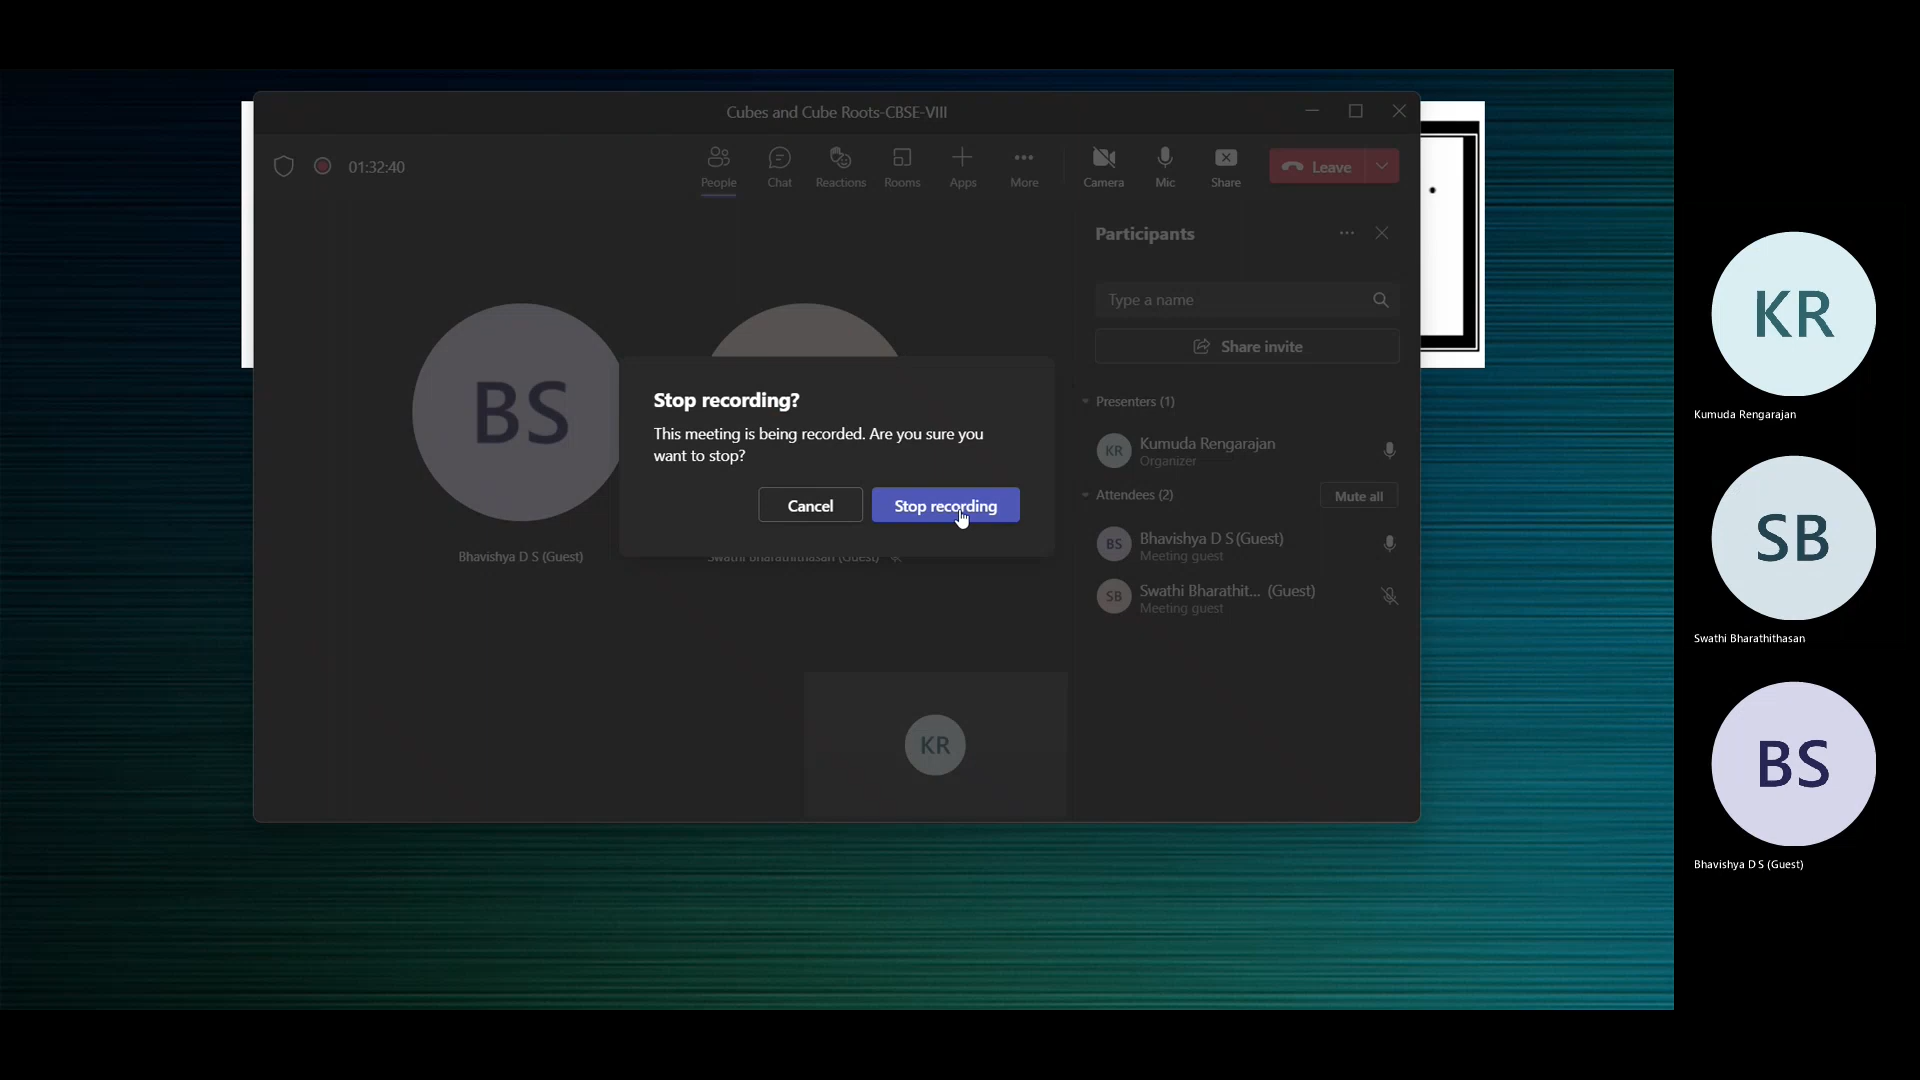 Cubes and Cube Roots-CBSE-VIII
01:32:40
People
Chat
Reactions
Rooms
Apps
More
Camera
Mic
Share
Leave
Participants
Type a name
Share invite
Presenters (1)
KR
Kumuda Rengarajan
Organizer
Attendees (2)
Mute all
BS
Bhavishya D S (Guest)
Meeting guest
SB
Swathi Bharathit... (Guest)
Meeting guest
BS
Bhavishya D S (Guest)
Swathi Bharathithasan (Guest)
Stop recording?
This meeting is being recorded. Are you sure you
want to stop?
Cancel
Stop recording
KR
KR
Kumuda Rengarajan
SB
Swathi Bharathithasan
BS
Bhavishya D S (Guest)